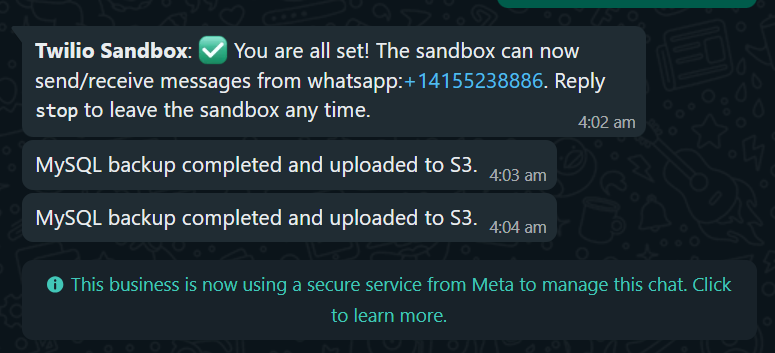 Twilio Sandbox: ✅ You are all set! The sandbox can now
send/receive messages from whatsapp:+14155238886. Reply
stop to leave the sandbox any time.
4:02 am
MySQL backup completed and uploaded to S3. 4:03 am
MySQL backup completed and uploaded to S3. 4:04 am
This business is now using a secure service from Meta to manage this chat. Click
to learn more.